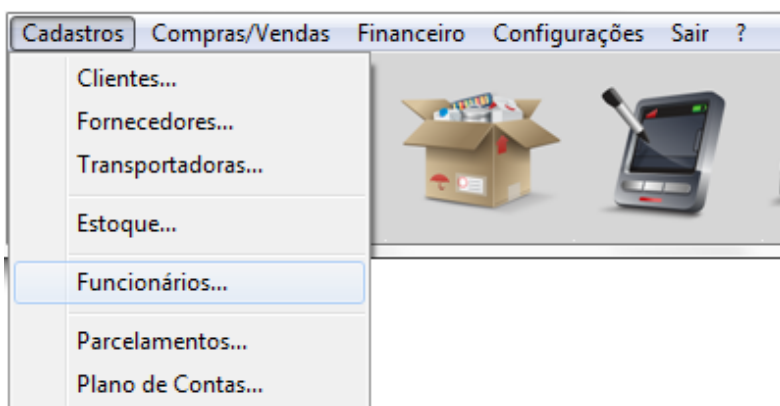 Cadastros Compras/Vendas Financeiro Configurações Sair ?
Clientes...
Fornecedores...
Transportadoras...
Estoque...
Funcionários...
Parcelamentos...
Plano de Contas...